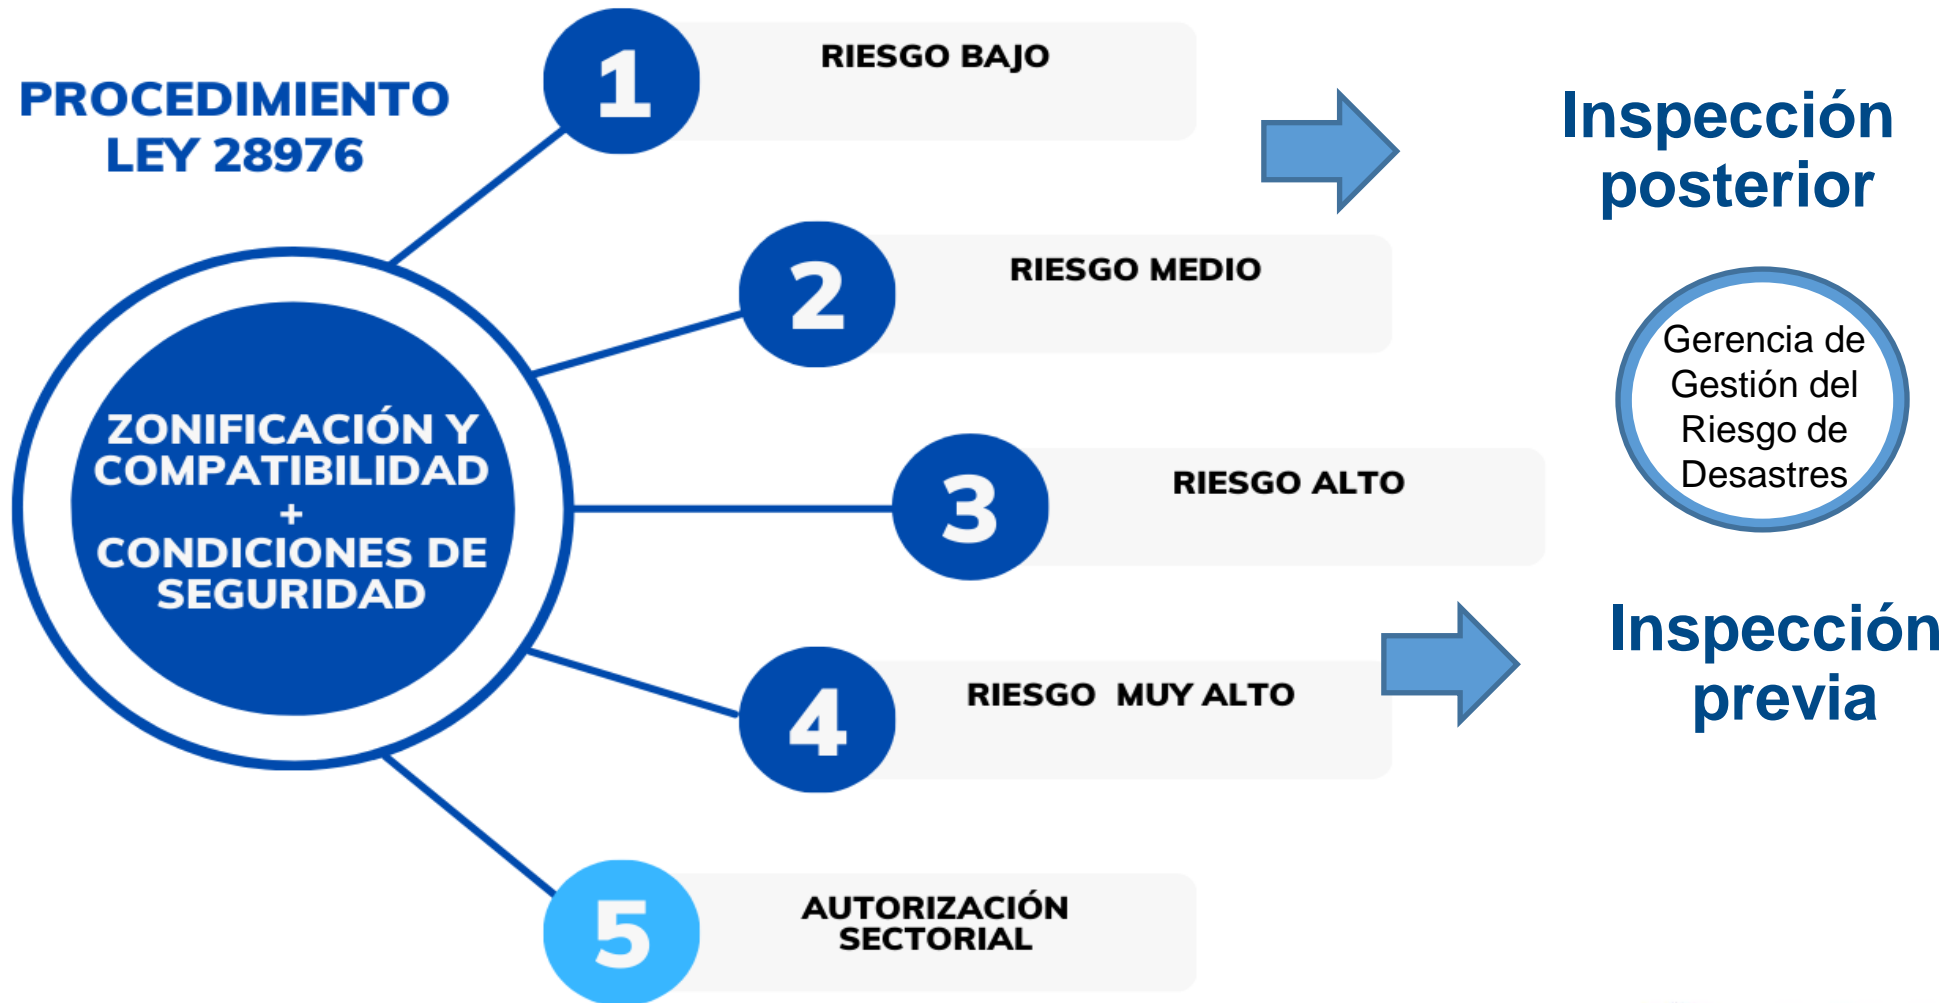 PROCEDIMIENTO
LEY 28976
ZONIFICACIÓN Y
COMPATIBILIDAD
+
CONDICIONES DE
SEGURIDAD
1
RIESGO BAJO
2
RIESGO MEDIO
3
RIESGO ALTO
4
RIESGO MUY ALTO
5
AUTORIZACIÓN
SECTORIAL
Inspección
posterior
Gerencia de
Gestión del
Riesgo de
Desastres
Inspección
previa